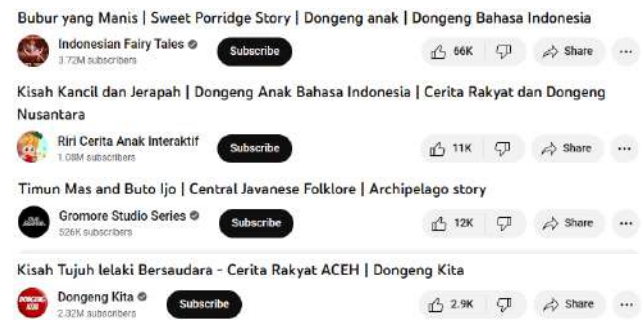 Bubur yang Manis | Sweet Porridge Story | Dongeng anak | Dongeng Bahasa Indonesia
Indonesian Fairy Tales
3.72M subscribers
Subscribe
66K
Share
Kisah Kancil dan Jerapah | Dongeng Anak Bahasa Indonesia | Cerita Rakyat dan Dongeng
Nusantara
Riri Cerita Anak Interaktif
1.08M subscribers
Subscribe
11K
Share
Timun Mas and Buto Ijo | Central Javanese Folklore | Archipelago story
Gromore Studio Series
526K subscribers
Subscribe
12K
Share
Kisah Tujuh lelaki Bersaudara - Cerita Rakyat ACEH | Dongeng Kita
Dongeng Kita
2.32M subscribers
Subscribe
2.9K
Share